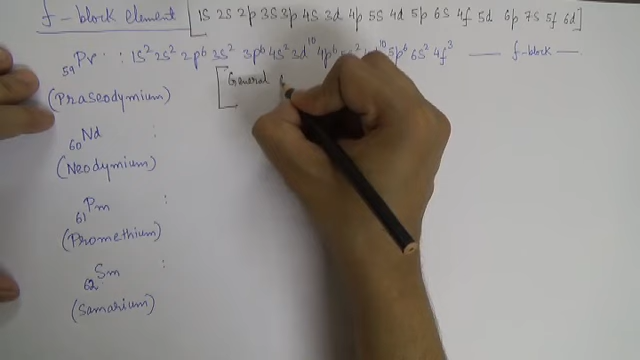 f-block element [ 1S 2S 2p 3S 3p 4S 3d 4p 5S 4d 5p 6S 4f 5d 6p 7S 5f 6d ]
₅₉Pr : 1S² 2S² 2p⁶ 3S² 3p⁶ 4S² 3d¹⁰ 4p⁶ d¹⁰ 5p⁶ 6S² 4f³ —— f-block ——
(Praseodymium) [ General
₆₀Nd :
(Neodymium)
₆₁Pm :
(Promethium)
₆₂Sm :
(Samarium)